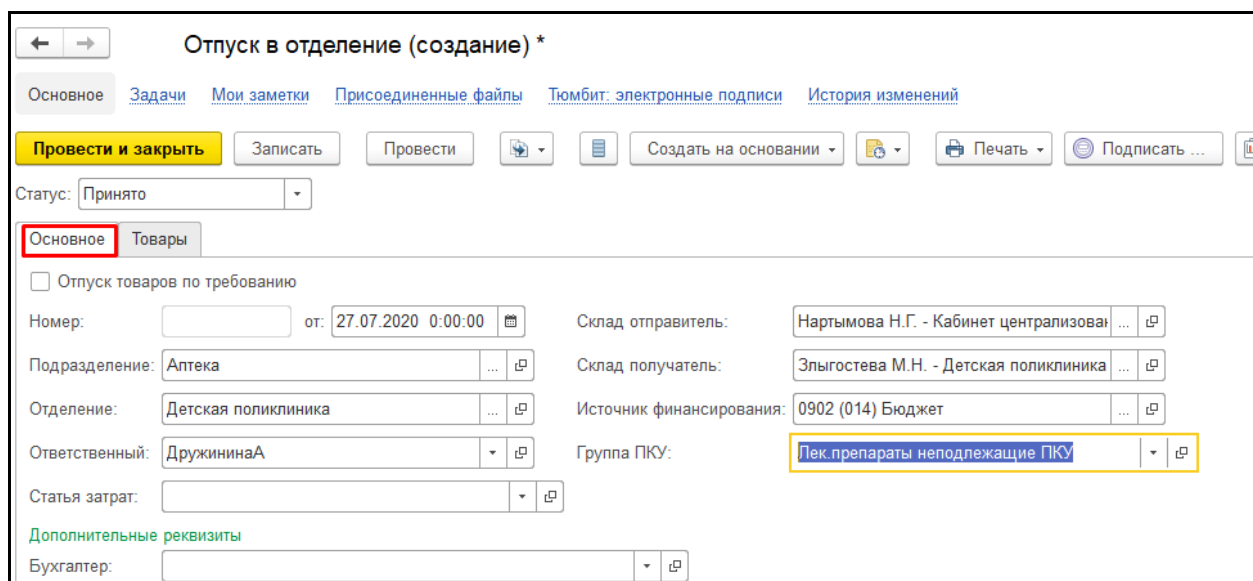 Отпуск в отделение (создание) *
Основное Задачи Мои заметки Присоединенные файлы Тюмбит: электронные подписи История изменений
Провести и закрыть Записать Провести Создать на основании Печать Подписать ...
Статус: Принято
Основное Товары
Отпуск товаров по требованию
Номер: от: 27.07.2020 0:00:00 Склад отправитель: Нартымова Н.Г. - Кабинет централизован ...
Подразделение: Аптека ... Склад получатель: Злыгостева М.Н. - Детская поликлиника ...
Отделение: Детская поликлиника ... Источник финансирования: 0902 (014) Бюджет ...
Ответственный: ДружининаА Группа ПКУ: Лек.препараты неподлежащие ПКУ
Статья затрат:
Дополнительные реквизиты
Бухгалтер: